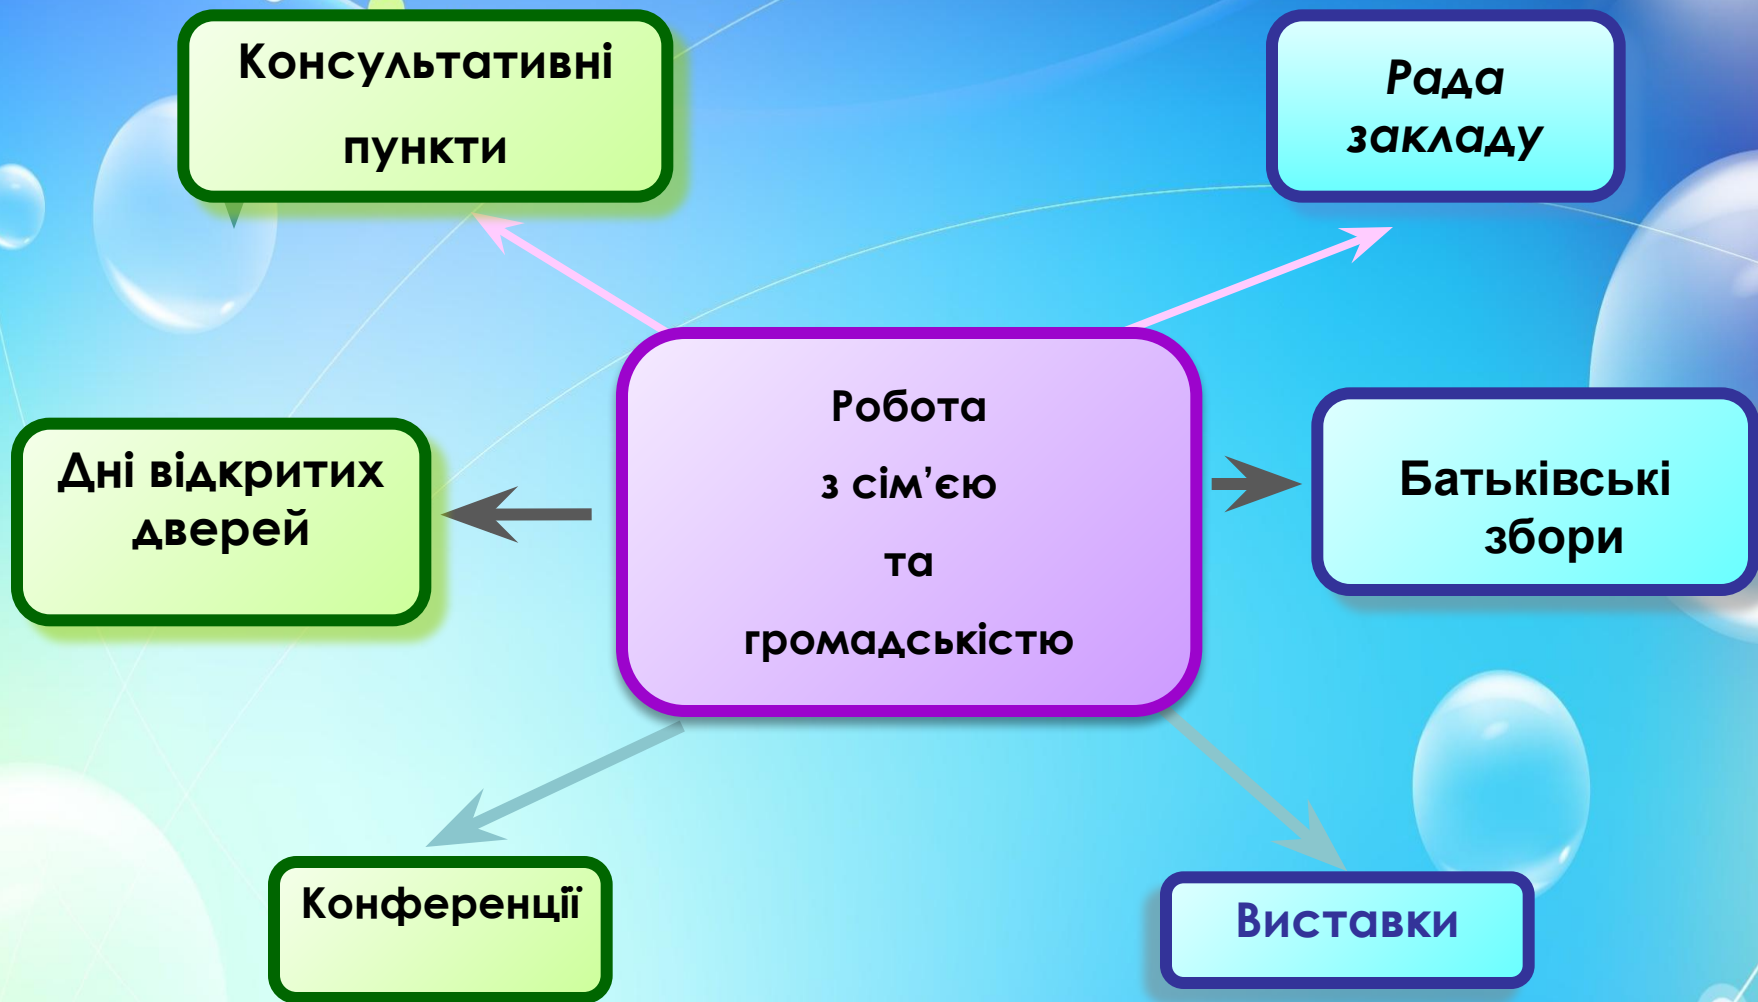 Консультативні
пункти
Рада
закладу
Робота
з сім’єю
та
громадськістю
Дні відкритих
дверей
Батьківські
збори
Конференції
Виставки